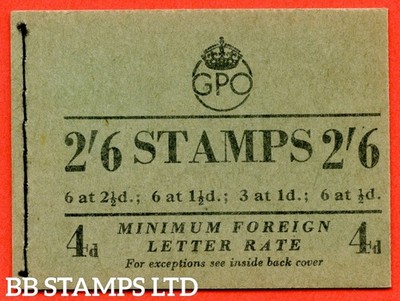 GPO
2/6 STAMPS 2/6
6 at 2½d.; 6 at 1½d.; 3 at 1d.; 6 at ½d.
4d MINIMUM FOREIGN 4d
LETTER RATE
For exceptions see inside back cover
BB STAMPS LTD